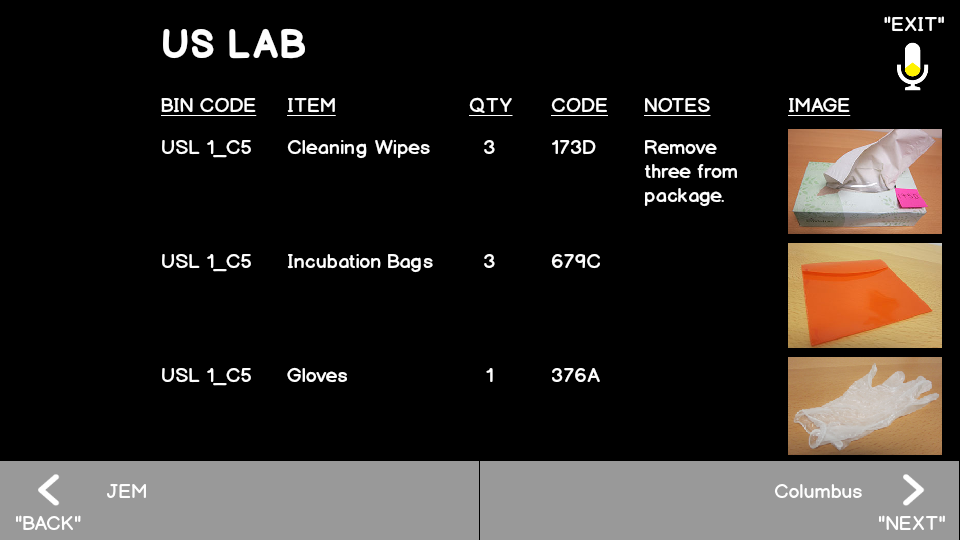 "EXIT"
US LAB
BIN CODE ITEM QTY CODE NOTES IMAGE
USL 1_C5 Cleaning Wipes 3 173D Remove
three from
package.
USL 1_C5 Incubation Bags 3 679C
USL 1_C5 Gloves 1 376A
JEM Columbus
"BACK" "NEXT"